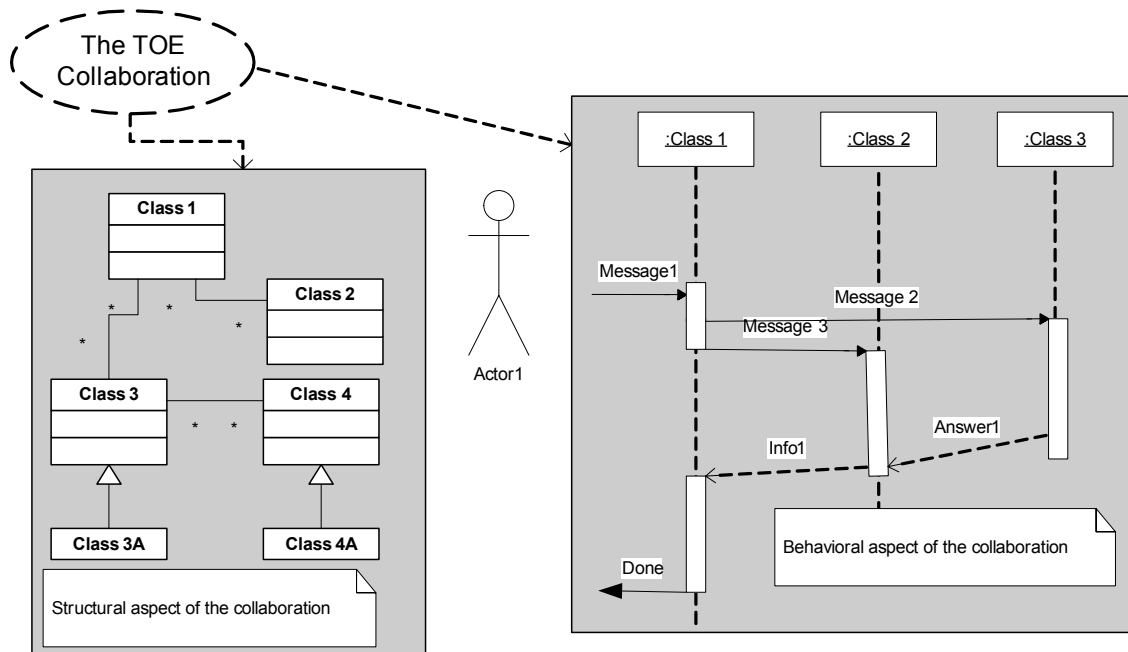 The TOE
Collaboration
Class 1
Class 2
*
*
*
*
Class 3
Class 4
*
*
Class 3A
Class 4A
Structural aspect of the collaboration
Actor1
:Class 1
:Class 2
:Class 3
Message1
Message 2
Message 3
Answer1
Info1
Behavioral aspect of the collaboration
Done